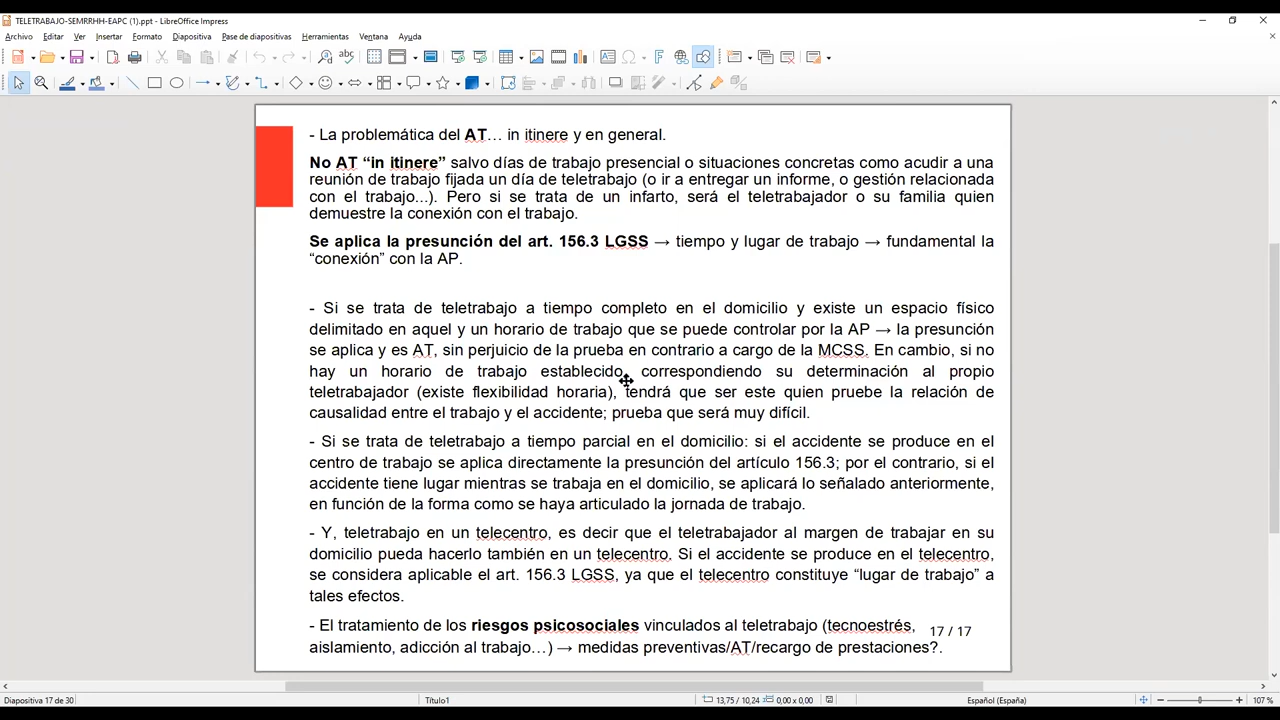 TELETRABAJO-SEMRRHH-EAPC (1).ppt - LibreOffice Impress
Archivo Editar Ver Insertar Formato Diapositiva Pase de diapositivas Herramientas Ventana Ayuda
- La problemática del AT... in itinere y en general.
No AT “in itinere” salvo días de trabajo presencial o situaciones concretas como acudir a una
reunión de trabajo fijada un día de teletrabajo (o ir a entregar un informe, o gestión relacionada
con el trabajo...). Pero si se trata de un infarto, será el teletrabajador o su familia quien
demuestre la conexión con el trabajo.
Se aplica la presunción del art. 156.3 LGSS → tiempo y lugar de trabajo → fundamental la
“conexión” con la AP.
- Si se trata de teletrabajo a tiempo completo en el domicilio y existe un espacio físico
delimitado en aquel y un horario de trabajo que se puede controlar por la AP → la presunción
se aplica y es AT, sin perjuicio de la prueba en contrario a cargo de la MCSS. En cambio, si no
hay un horario de trabajo establecido, correspondiendo su determinación al propio
teletrabajador (existe flexibilidad horaria), tendrá que ser este quien pruebe la relación de
causalidad entre el trabajo y el accidente; prueba que será muy difícil.
- Si se trata de teletrabajo a tiempo parcial en el domicilio: si el accidente se produce en el
centro de trabajo se aplica directamente la presunción del artículo 156.3; por el contrario, si el
accidente tiene lugar mientras se trabaja en el domicilio, se aplicará lo señalado anteriormente,
en función de la forma como se haya articulado la jornada de trabajo.
- Y, teletrabajo en un telecentro, es decir que el teletrabajador al margen de trabajar en su
domicilio pueda hacerlo también en un telecentro. Si el accidente se produce en el telecentro,
se considera aplicable el art. 156.3 LGSS, ya que el telecentro constituye “lugar de trabajo” a
tales efectos.
- El tratamiento de los riesgos psicosociales vinculados al teletrabajo (tecnoestrés,
17 / 17
aislamiento, adicción al trabajo...) → medidas preventivas/AT/recargo de prestaciones?.
Diapositiva 17 de 30 Título1 13,75 / 10,24 0,00 x 0,00 Español (España) 107 %